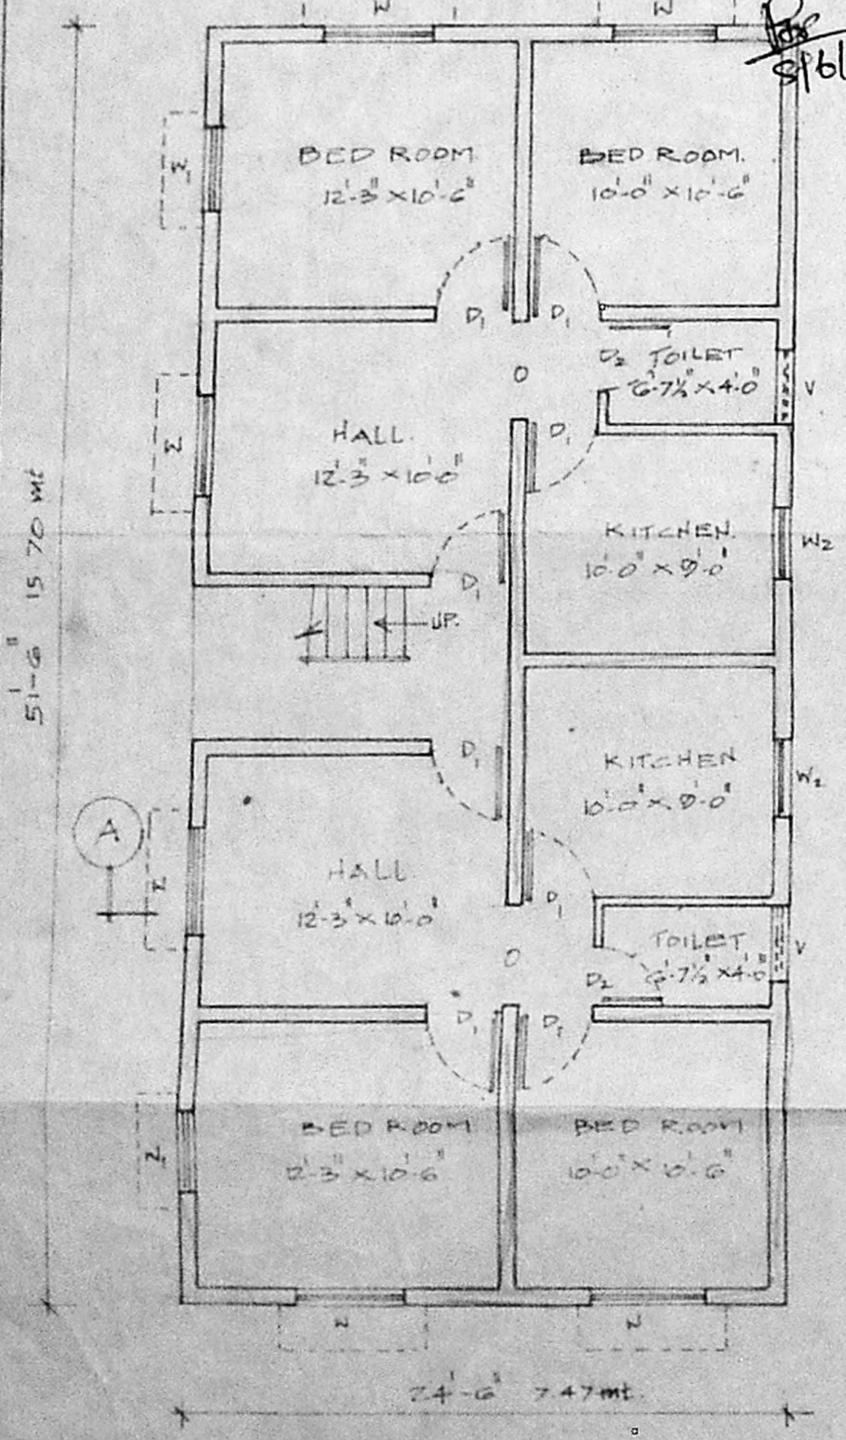 BED ROOM
12'-3" X 10'-6"
BED ROOM.
10'-0" X 10'-6"
D1
D1
D2 TOILET
6'-7½" X 4'-0"
V
O
HALL.
12'-3" X 10'-0"
D1
KITCHEN.
10'-0" X 9'-0"
W2
D1
UP.
51'-6" 15.70 mt
D1
KITCHEN
10'-0" X 9'-0"
W2
A
HALL
12'-3" X 10'-0"
D1
TOILET
6'-7½" X 4'-0"
V
O
D2
D1
D1
BED ROOM
12'-3" X 10'-6"
BED ROOM
10'-0" X 10'-6"
24'-6" 7.47 mt.